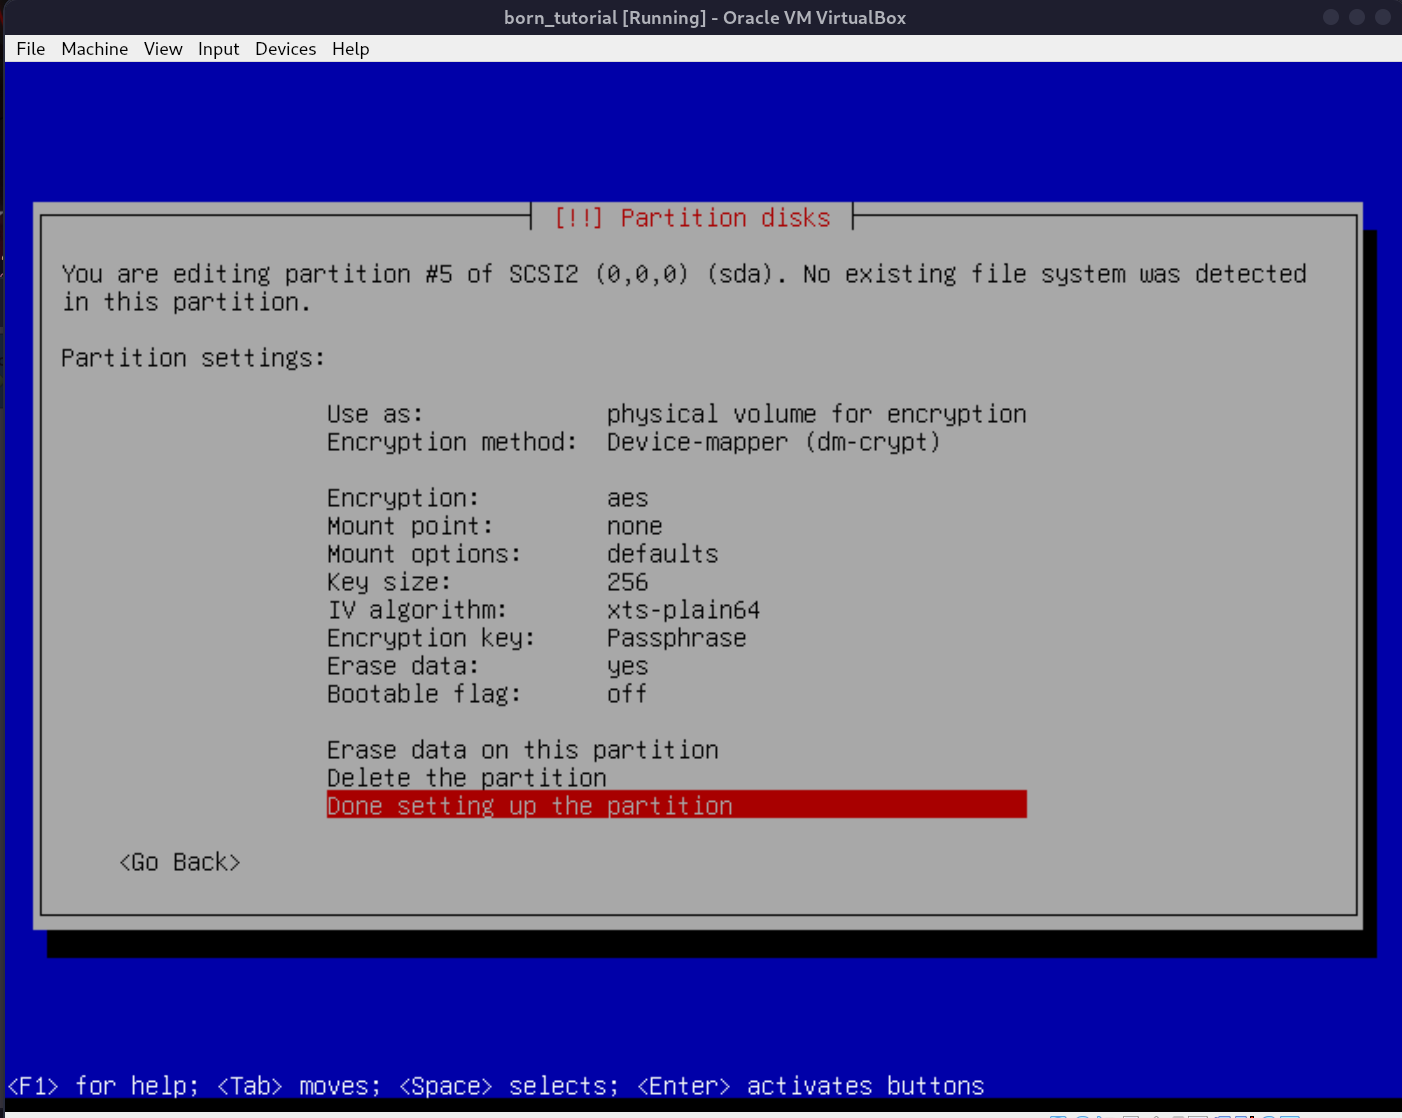 born_tutorial [Running] - Oracle VM VirtualBox
File Machine View Input Devices Help
[!!] Partition disks
You are editing partition #5 of SCSI2 (0,0,0) (sda). No existing file system was detected
in this partition.
Partition settings:
Use as: physical volume for encryption
Encryption method: Device-mapper (dm-crypt)
Encryption: aes
Mount point: none
Mount options: defaults
Key size: 256
IV algorithm: xts-plain64
Encryption key: Passphrase
Erase data: yes
Bootable flag: off
Erase data on this partition
Delete the partition
Done setting up the partition
<Go Back>
<F1> for help; <Tab> moves; <Space> selects; <Enter> activates buttons